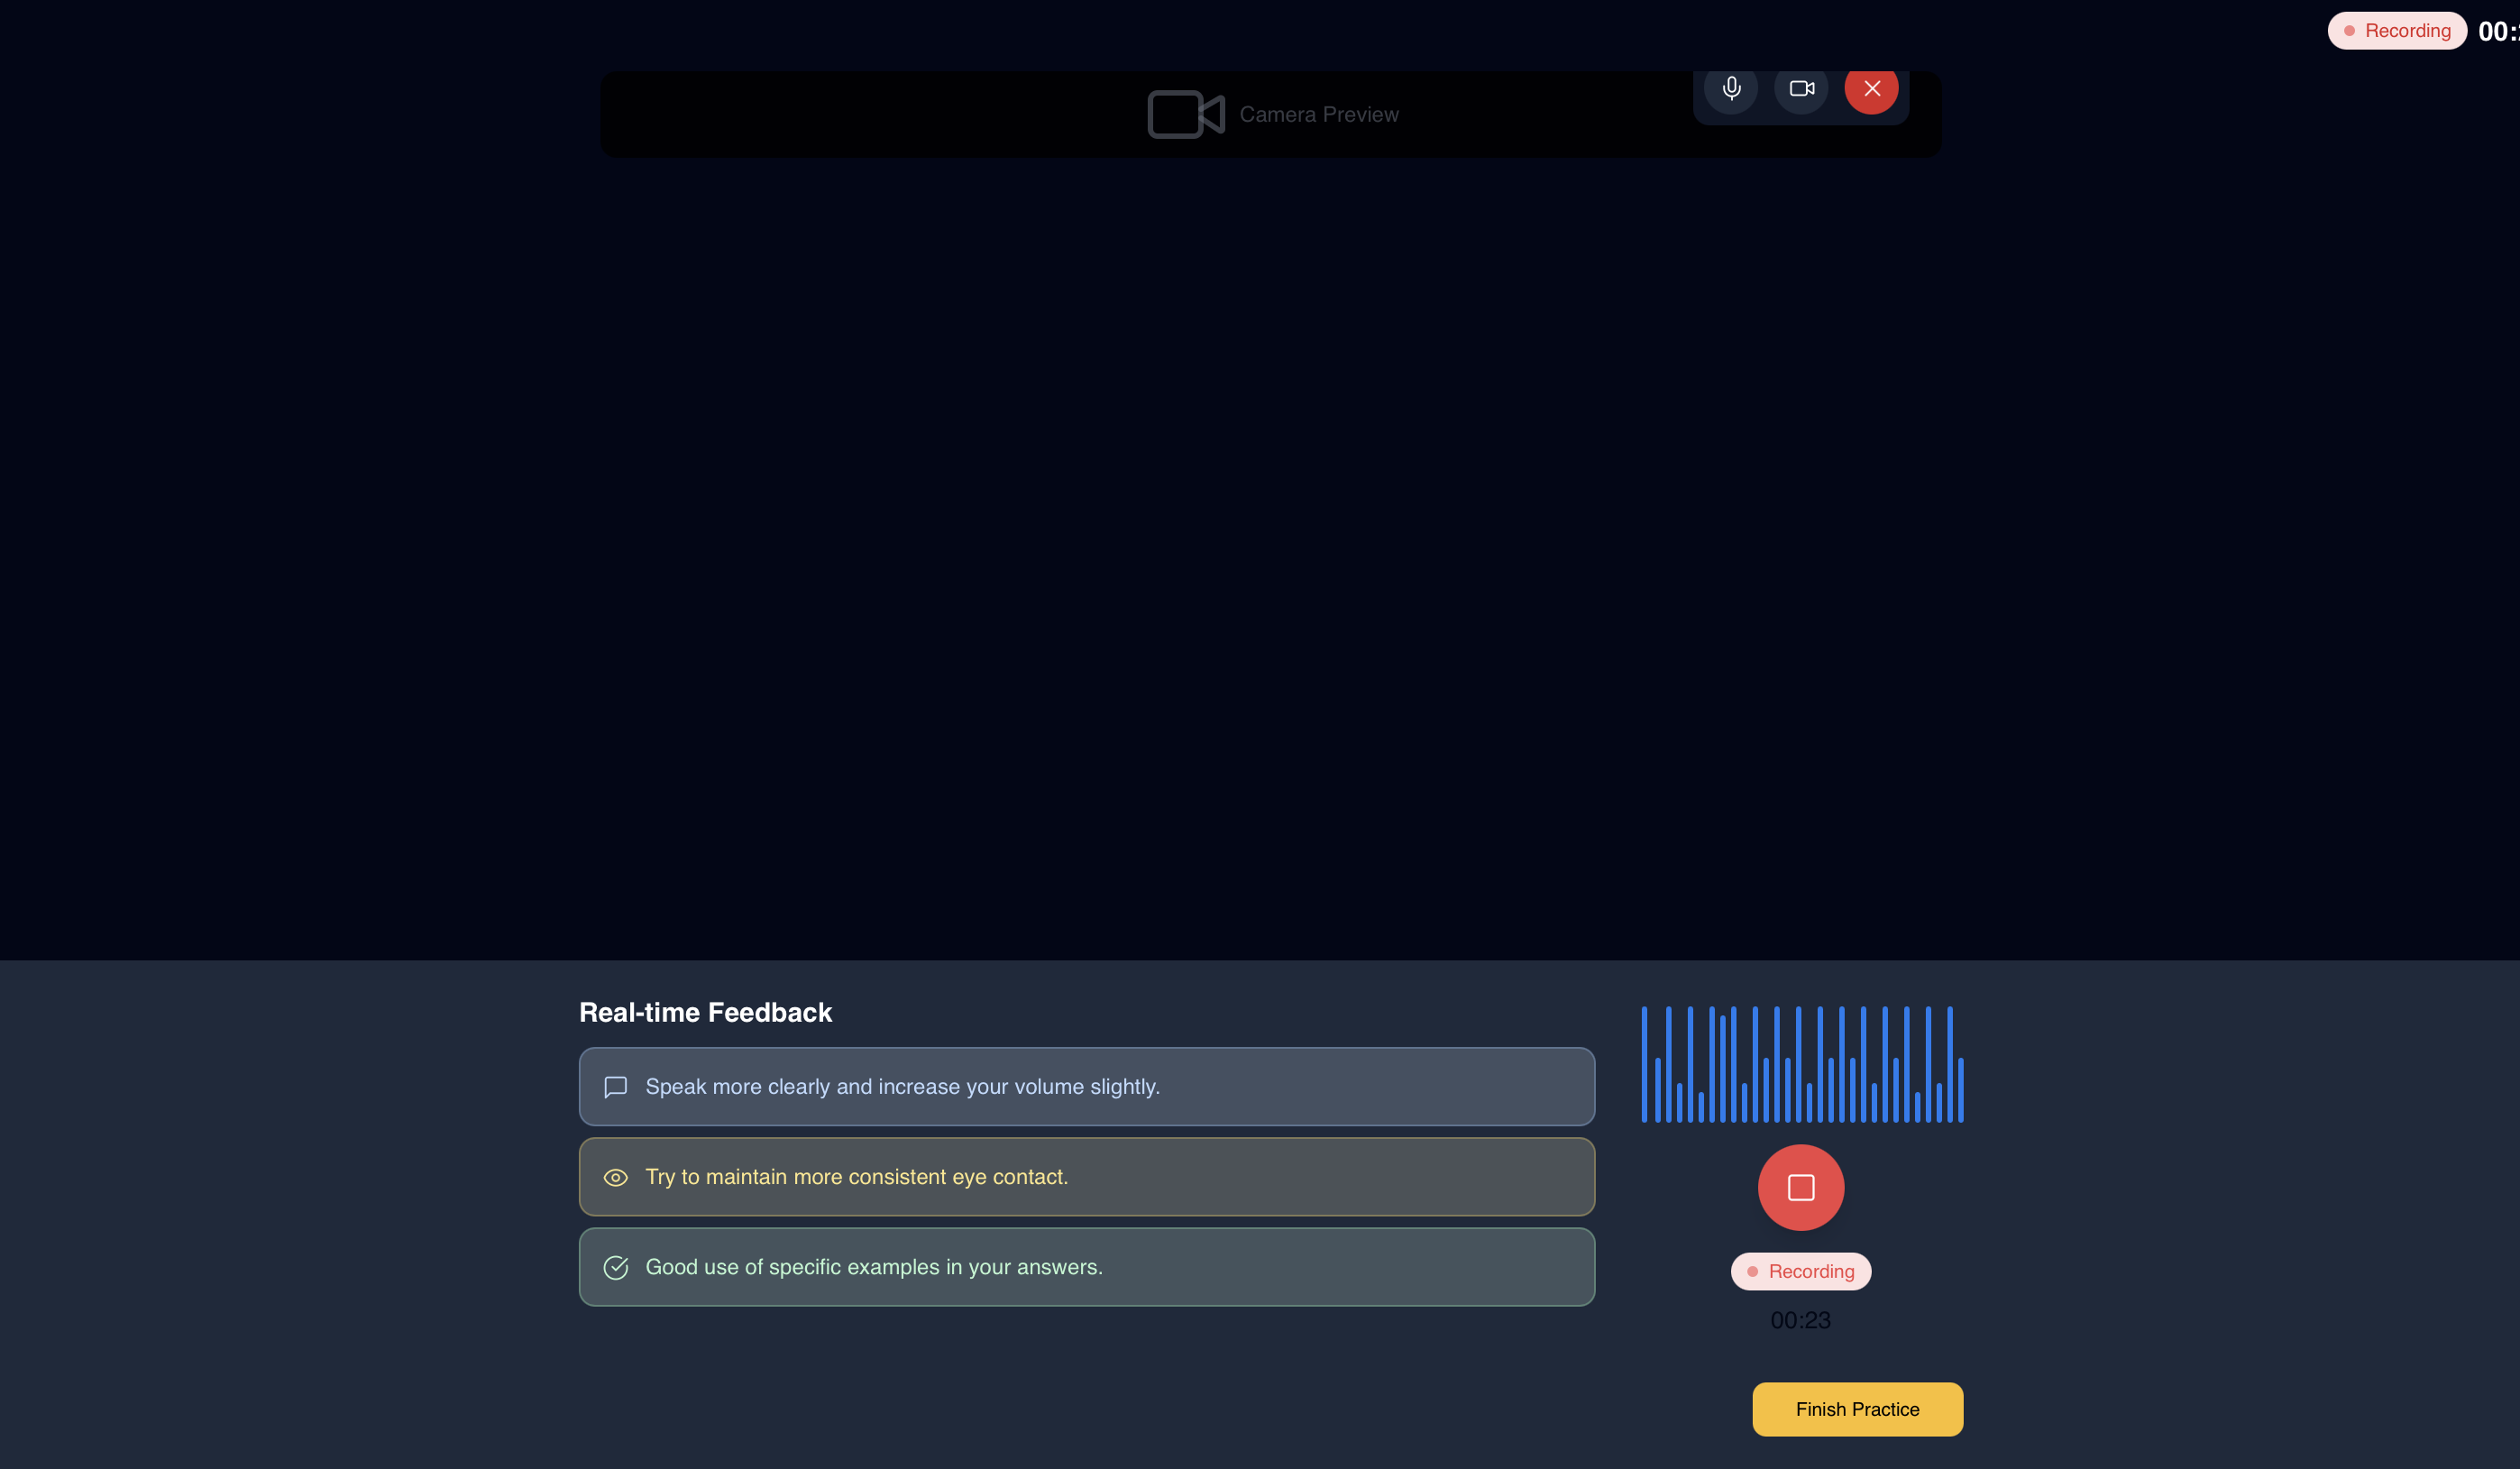 Recording 00:
Camera Preview
Real-time Feedback
Speak more clearly and increase your volume slightly.
Try to maintain more consistent eye contact.
Good use of specific examples in your answers.
Recording
00:23
Finish Practice